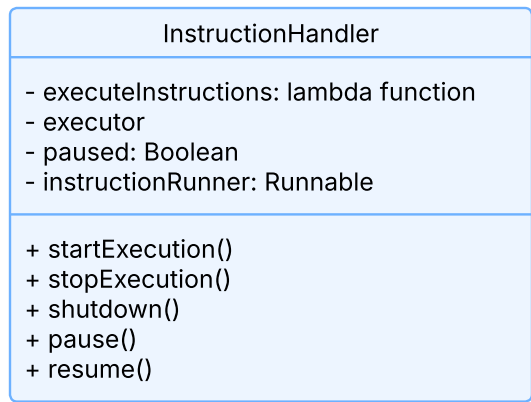 InstructionHandler
- executeInstructions: lambda function
- executor
- paused: Boolean
- instructionRunner: Runnable
+ startExecution()
+ stopExecution()
+ shutdown()
+ pause()
+ resume()